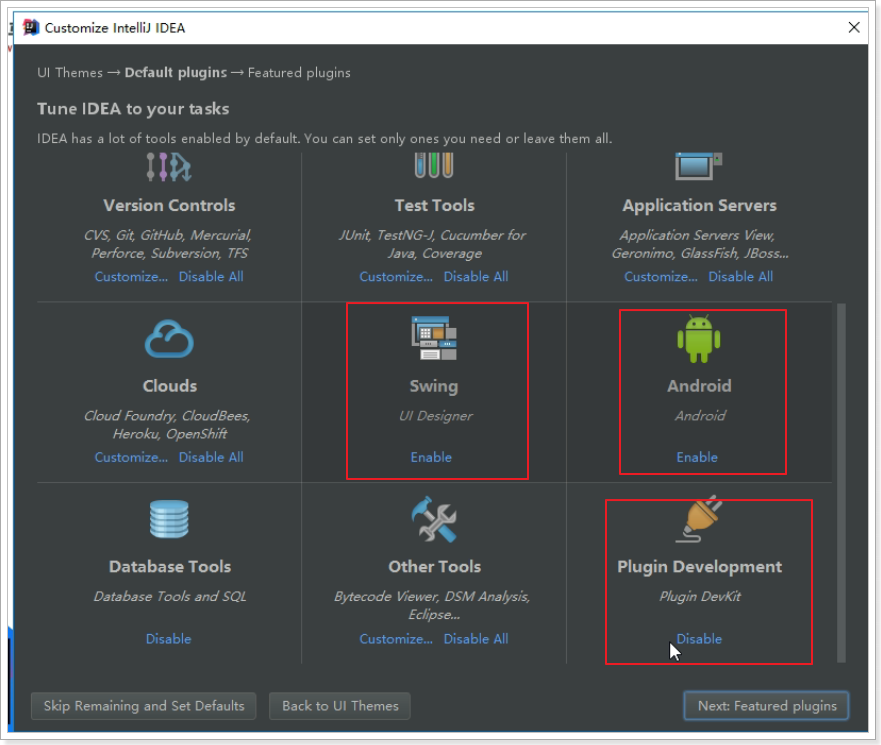 Customize IntelliJ IDEA
UI Themes → Default plugins → Featured plugins
Tune IDEA to your tasks
IDEA has a lot of tools enabled by default. You can set only ones you need or leave them all.
Version Controls
CVS, Git, GitHub, Mercurial,
Perforce, Subversion, TFS
Customize... Disable All
Test Tools
JUnit, TestNG-J, Cucumber for
Java, Coverage
Customize... Disable All
Application Servers
Application Servers View,
Geronimo, GlassFish, JBoss...
Customize... Disable All
Clouds
Cloud Foundry, CloudBees,
Heroku, OpenShift
Customize... Disable All
Swing
UI Designer
Enable
Android
Android
Enable
Database Tools
Database Tools and SQL
Disable
Other Tools
Bytecode Viewer, DSM Analysis,
Eclipse...
Customize... Disable All
Plugin Development
Plugin DevKit
Disable
Skip Remaining and Set Defaults
Back to UI Themes
Next: Featured plugins